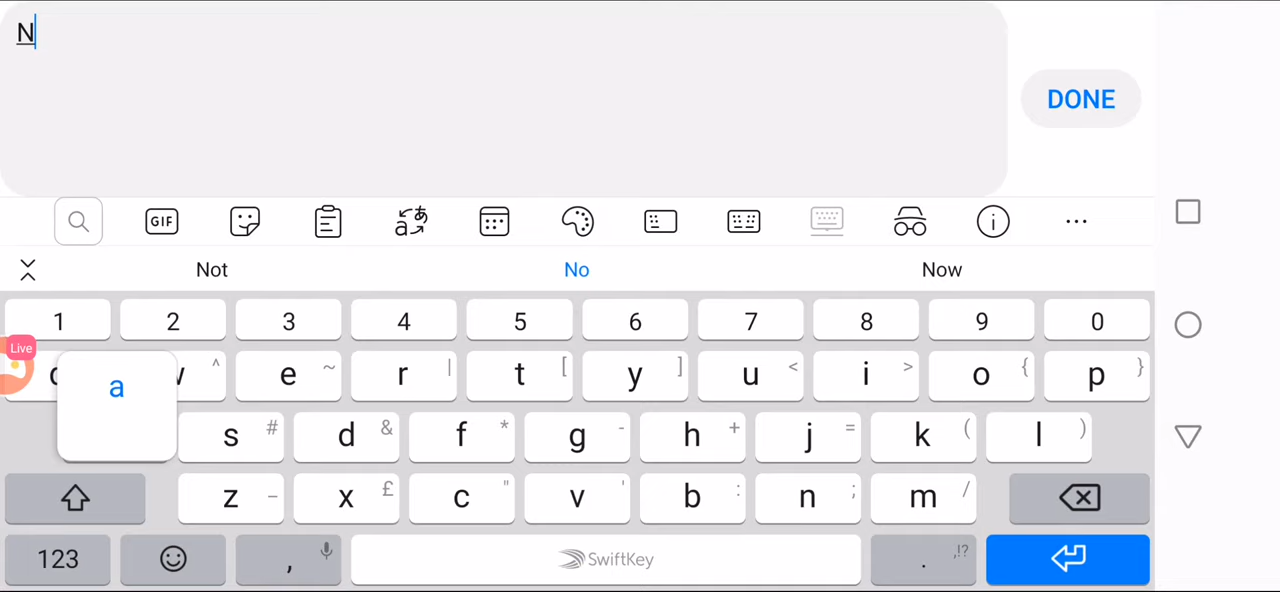 N
DONE
GIF
Not No Now
1 2 3 4 5 6 7 8 9 0
Live
^ e ~ r | t [ y ] u < i > o { p }
a
s # d & f * g - h + j = k ( l )
z _ x £ c " v ' b : n ; m /
123 , SwiftKey . ,!?